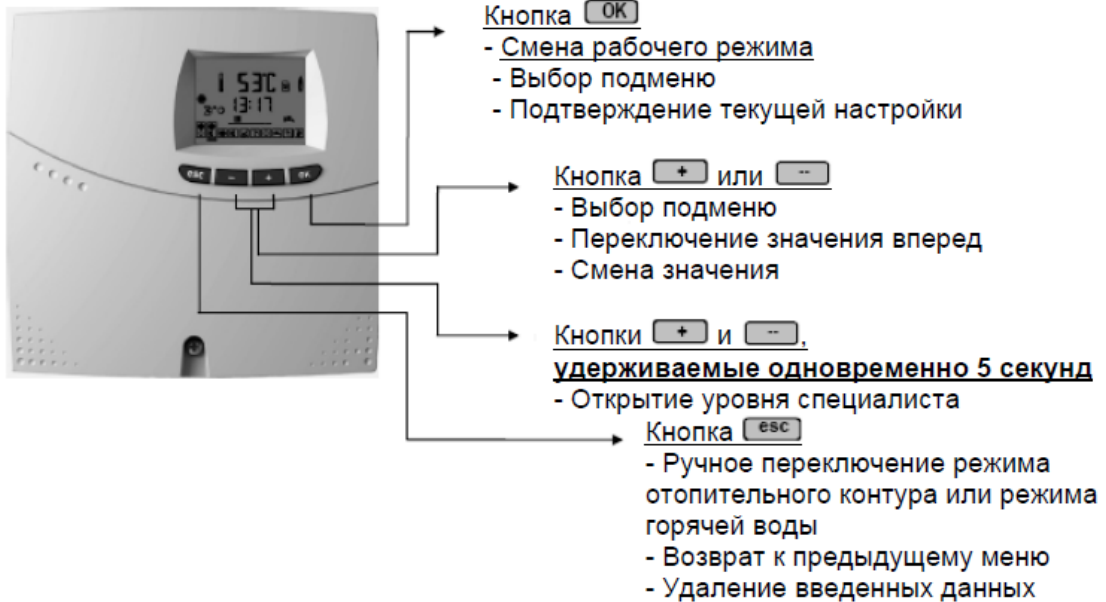 Кнопка OK
- Смена рабочего режима
- Выбор подменю
- Подтверждение текущей настройки
53°C
3°C 13:17
esc - + OK
Кнопка + или --
- Выбор подменю
- Переключение значения вперед
- Смена значения
Кнопки + и --,
удерживаемые одновременно 5 секунд
- Открытие уровня специалиста
Кнопка esc
- Ручное переключение режима
отопительного контура или режима
горячей воды
- Возврат к предыдущему меню
- Удаление введенных данных